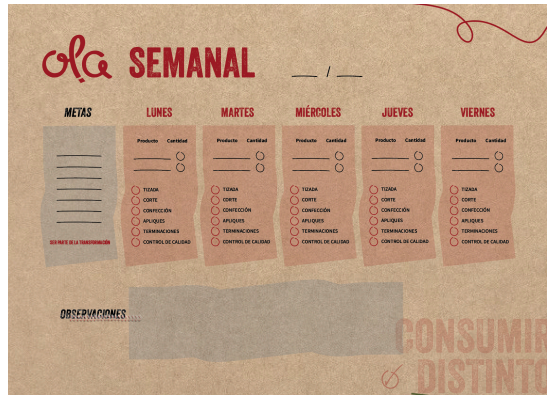 ola SEMANAL __ / __
METAS LUNES MARTES MIÉRCOLES JUEVES VIERNES
Producto Cantidad Producto Cantidad Producto Cantidad Producto Cantidad Producto Cantidad
TIZADA TIZADA TIZADA TIZADA TIZADA
CORTE CORTE CORTE CORTE CORTE
CONFECCIÓN CONFECCIÓN CONFECCIÓN CONFECCIÓN CONFECCIÓN
APLIQUES APLIQUES APLIQUES APLIQUES APLIQUES
TERMINACIONES TERMINACIONES TERMINACIONES TERMINACIONES TERMINACIONES
SER PARTE DE LA TRANSFORMACIÓN CONTROL DE CALIDAD CONTROL DE CALIDAD CONTROL DE CALIDAD CONTROL DE CALIDAD CONTROL DE CALIDAD
OBSERVACIONES
CONSUMIR
DISTINTO